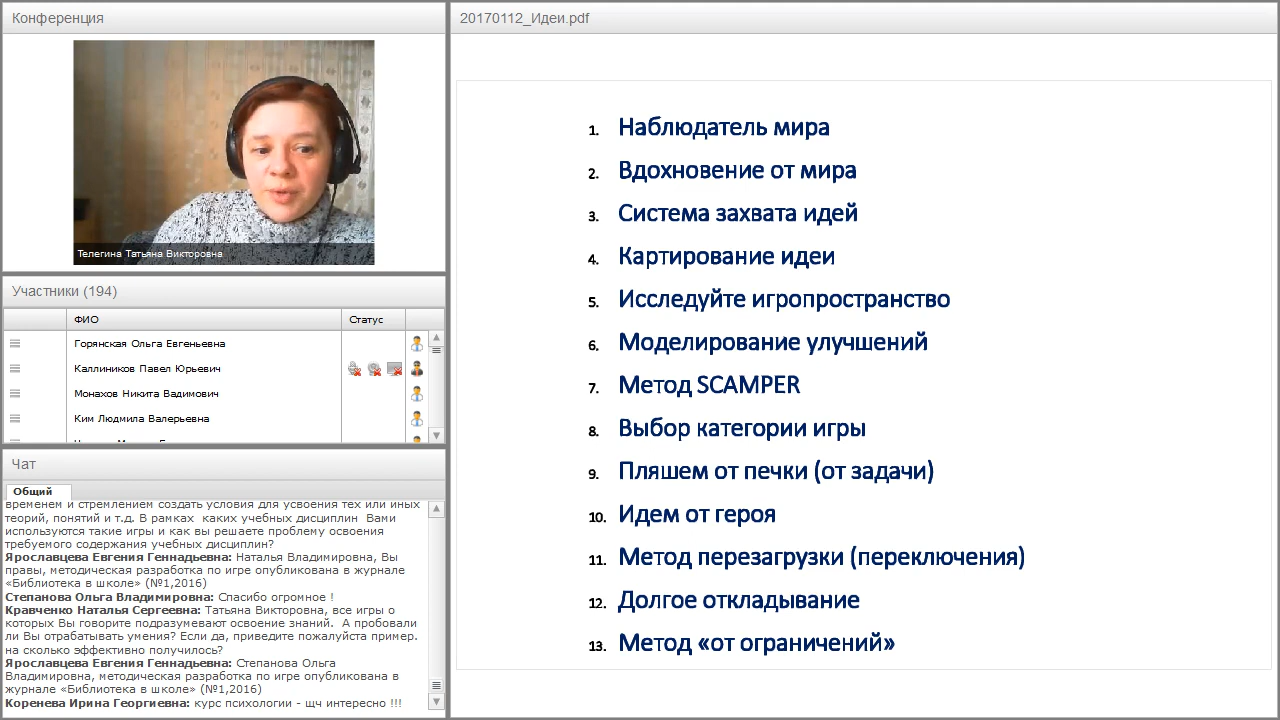 Конференция
Телегина Татьяна Викторовна
Участники (194)
ФИО
Статус
Горянская Ольга Евгеньевна
Каллиников Павел Юрьевич
Монахов Никита Вадимович
Ким Людмила Валерьевна
Чат
Общий
временем и стремлением создать условия для усвоения тех или иных
теорий, понятий и т.д. В рамках каких учебных дисциплин Вами
используются такие игры и как вы решаете проблему освоения
требуемого содержания учебных дисциплин?
Ярославцева Евгения Геннадьевна: Наталья Владимировна, Вы
правы, методическая разработка по игре опубликована в журнале
«Библиотека в школе» (№1,2016)
Степанова Ольга Владимировна: Спасибо огромное !
Кравченко Наталья Сергеевна: Татьяна Викторовна, все игры о
которых Вы говорите подразумевают освоение знаний. А пробовали
ли Вы отрабатывать умения? Если да, приведите пожалуйста пример.
на сколько эффективно получилось?
Ярославцева Евгения Геннадьевна: Степанова Ольга
Владимировна, методическая разработка по игре опубликована в
журнале «Библиотека в школе» (№1,2016)
Коренева Ирина Георгиевна: курс психологии - щч интересно !!!
20170112_Идеи.pdf
1. Наблюдатель мира
2. Вдохновение от мира
3. Система захвата идей
4. Картирование идеи
5. Исследуйте игропространство
6. Моделирование улучшений
7. Метод SCAMPER
8. Выбор категории игры
9. Пляшем от печки (от задачи)
10. Идем от героя
11. Метод перезагрузки (переключения)
12. Долгое откладывание
13. Метод «от ограничений»